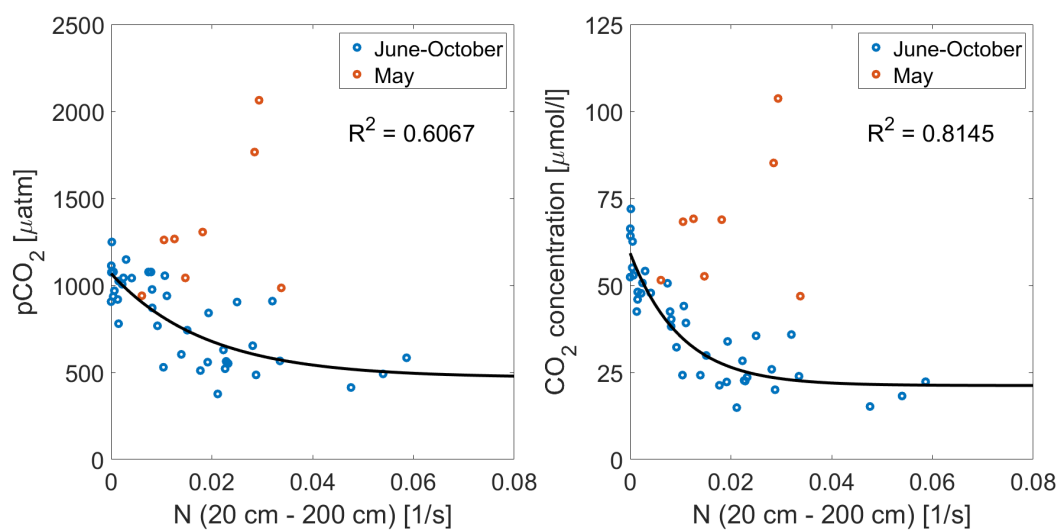 pCO2 [μatm]
2500
2000
1500
1000
500
0
June-October
May
R2 = 0.6067
0 0.02 0.04 0.06 0.08
N (20 cm - 200 cm) [1/s]
CO2 concentration [μmol/l]
125
100
75
50
25
0
June-October
May
R2 = 0.8145
0 0.02 0.04 0.06 0.08
N (20 cm - 200 cm) [1/s]